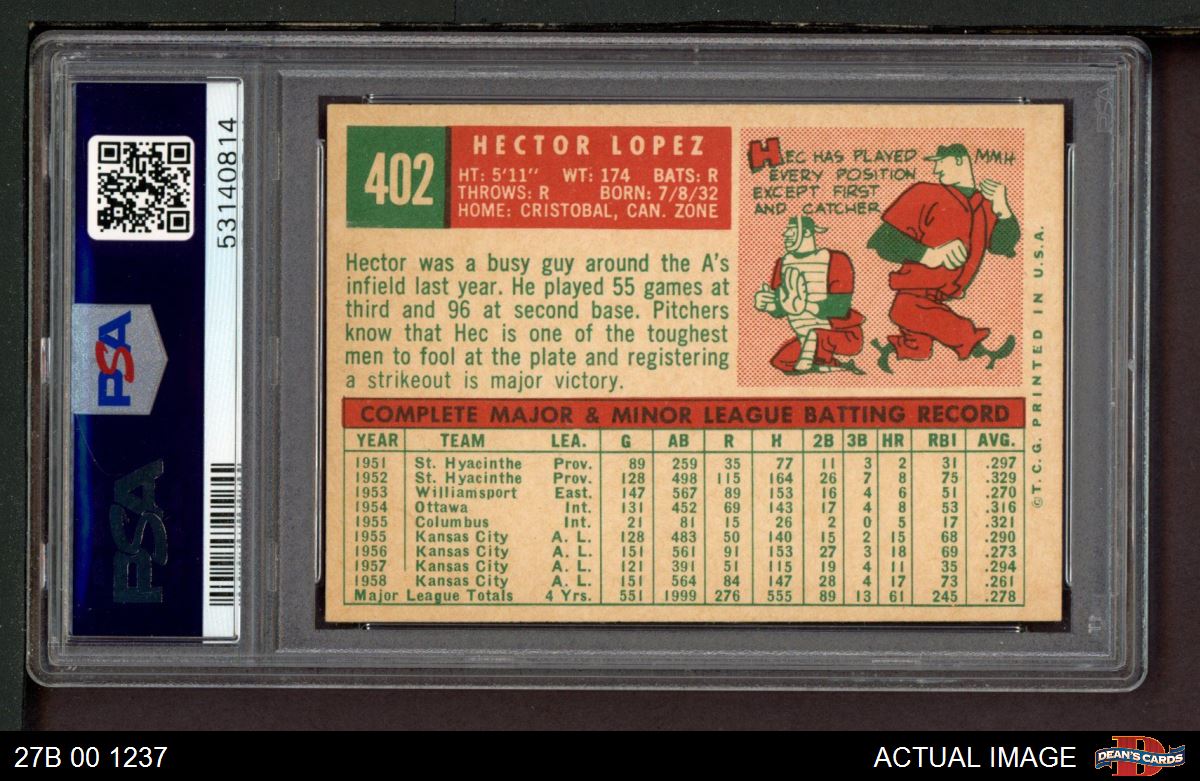 53140814
PSA
PSA
402
HECTOR LOPEZ
HT: 5'11" WT: 174 BATS: R
THROWS: R BORN: 7/8/32
HOME: CRISTOBAL, CAN. ZONE
HEC HAS PLAYED
EVERY POSITION
EXCEPT FIRST
AND CATCHER
MMH
Hector was a busy guy around the A's
infield last year. He played 55 games at
third and 96 at second base. Pitchers
know that Hec is one of the toughest
men to fool at the plate and registering
a strikeout is major victory.
COMPLETE MAJOR & MINOR LEAGUE BATTING RECORD
YEAR TEAM LEA. G AB R H 2B 3B HR RBI AVG.
1951 St. Hyacinthe Prov. 89 259 35 77 11 3 2 31 .297
1952 St. Hyacinthe Prov. 128 498 115 164 26 7 8 75 .329
1953 Williamsport East. 147 567 89 153 16 4 6 51 .270
1954 Ottawa Int. 131 452 69 143 17 4 8 53 .316
1955 Columbus Int. 21 81 15 26 2 0 5 17 .321
1955 Kansas City A. L. 128 483 50 140 15 2 15 68 .290
1956 Kansas City A. L. 151 561 91 153 27 3 18 69 .273
1957 Kansas City A. L. 121 391 51 115 19 4 11 35 .294
1958 Kansas City A. L. 151 564 84 147 28 4 17 73 .261
Major League Totals 4 Yrs. 551 1999 276 555 89 13 61 245 .278
©T.C.G. PRINTED IN U.S.A.
PSA
27B 00 1237
ACTUAL IMAGE
D
DEAN'S CARDS